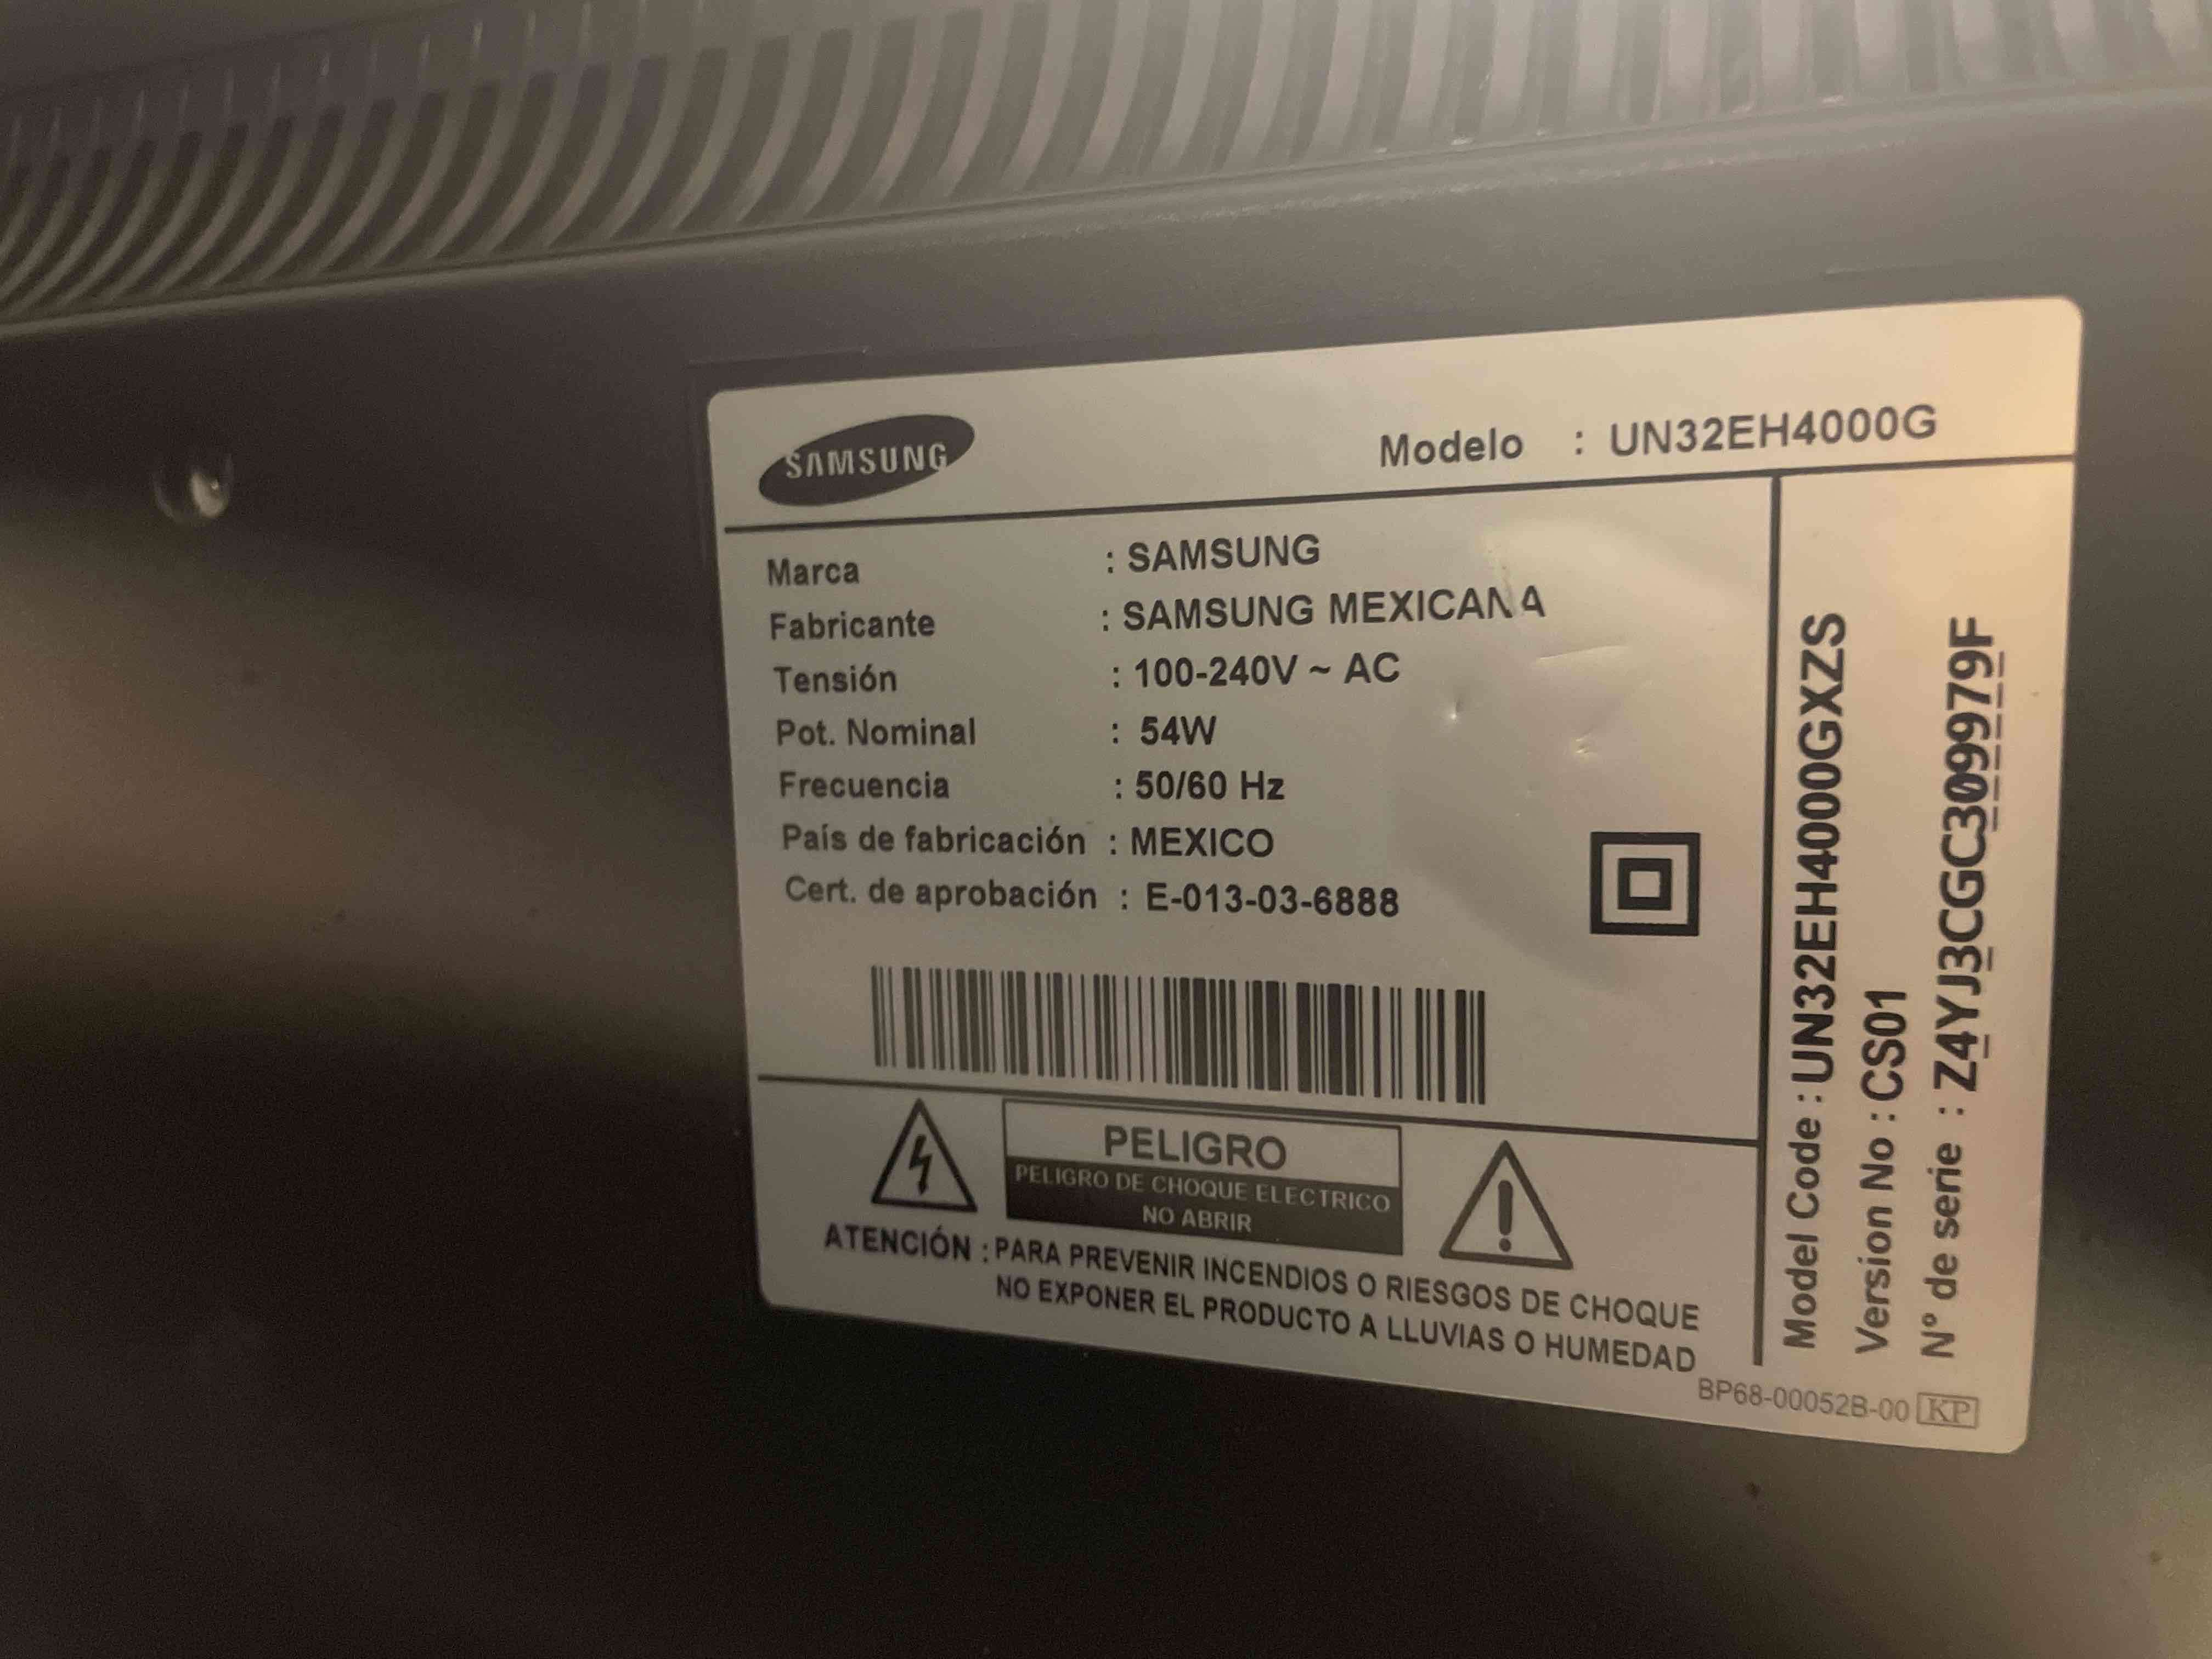 SAMSUNG
Modelo : UN32EH4000G
Marca : SAMSUNG
Fabricante : SAMSUNG MEXICANA
Tensión : 100-240V ~ AC
Pot. Nominal : 54W
Frecuencia : 50/60 Hz
País de fabricación : MEXICO
Cert. de aprobación : E-013-03-6888
PELIGRO
PELIGRO DE CHOQUE ELECTRICO
NO ABRIR
ATENCIÓN : PARA PREVENIR INCENDIOS O RIESGOS DE CHOQUE
NO EXPONER EL PRODUCTO A LLUVIAS O HUMEDAD
Model Code : UN32EH4000GXZS
Version No : CS01
N° de serie : Z4YJ3CGC309979F
BP68-00052B-00 KP